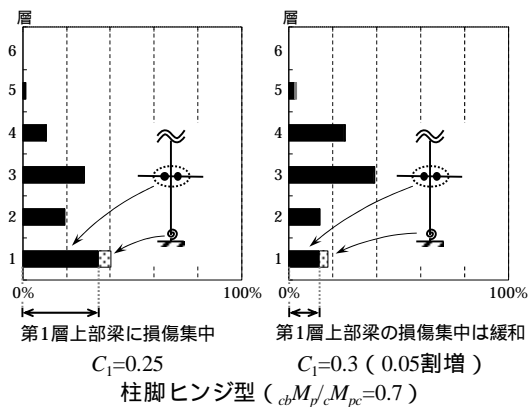 層
6
5
4
3
2
1
0%
100%
第1層上部梁に損傷集中
C₁=0.25
層
6
5
4
3
2
1
0%
100%
第1層上部梁の損傷集中は緩和
C₁=0.3（0.05割増）
柱脚ヒンジ型（cbMp/cMpc=0.7）